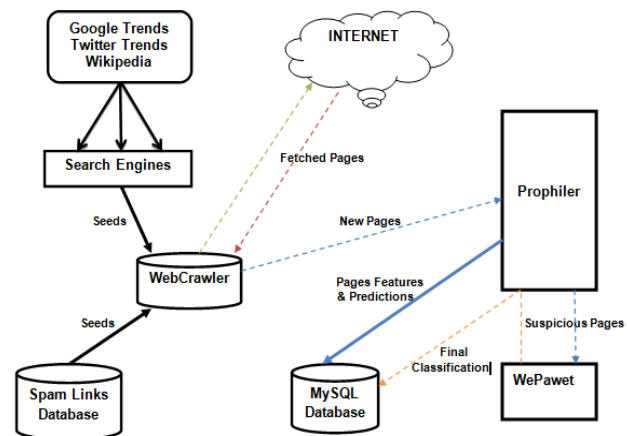 Google Trends
Twitter Trends
Wikipedia
INTERNET
Search Engines
Fetched Pages
Prophiler
Seeds
New Pages
WebCrawler
Pages Features
& Predictions
Seeds
Suspicious Pages
Final
Classification
Spam Links
Database
MySQL
Database
WePawet